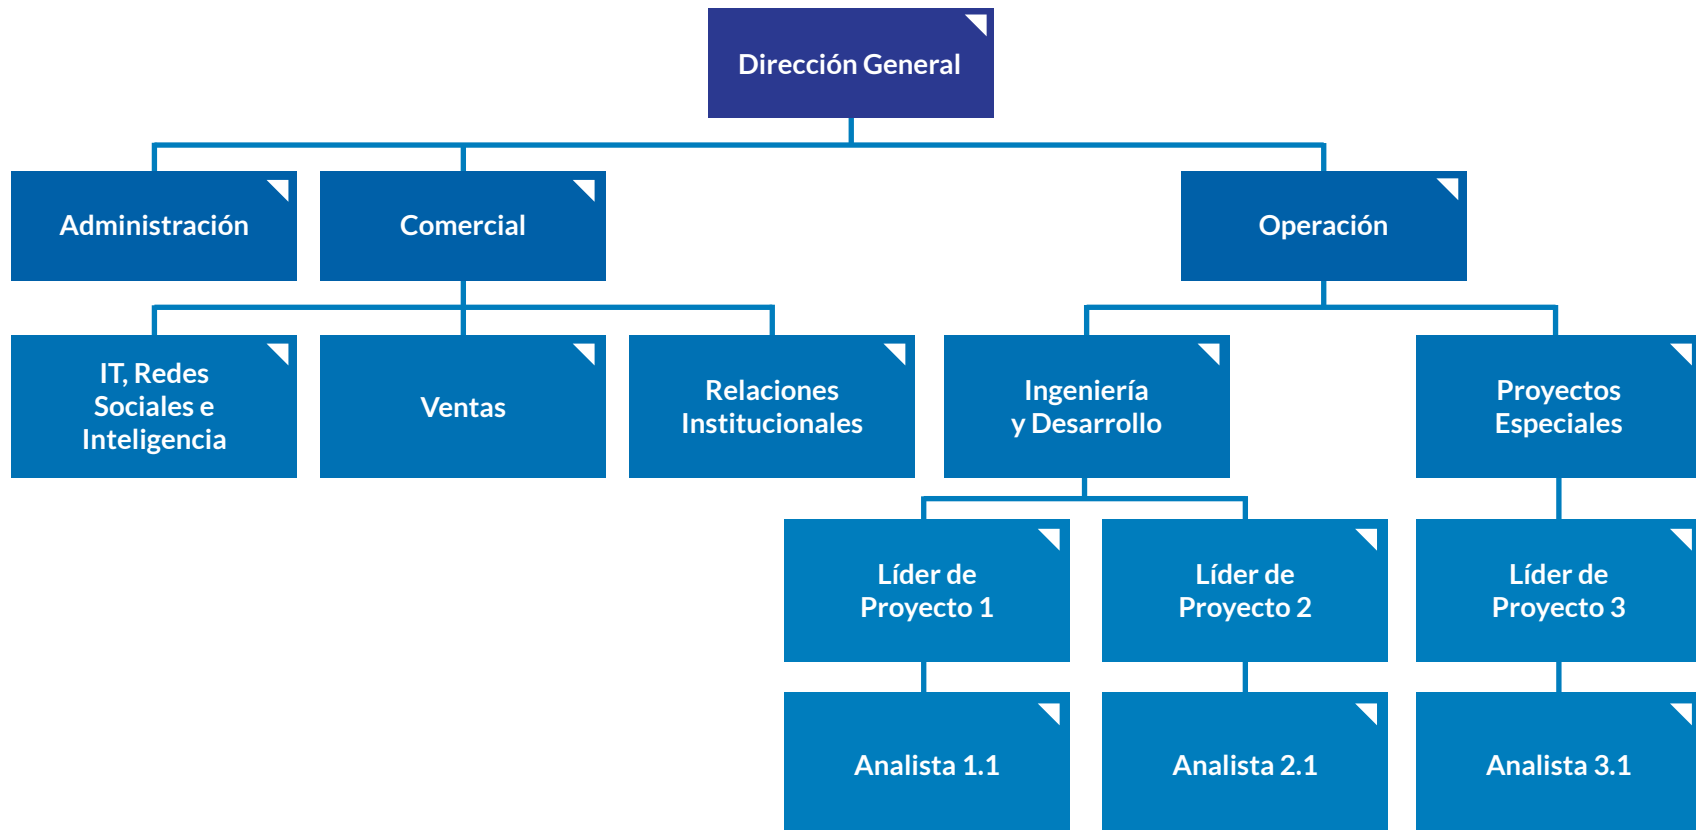 Dirección General
Administración
Comercial
Operación
IT, Redes
Sociales e
Inteligencia
Ventas
Relaciones
Institucionales
Ingeniería
y Desarrollo
Proyectos
Especiales
Líder de
Proyecto 1
Líder de
Proyecto 2
Líder de
Proyecto 3
Analista 1.1
Analista 2.1
Analista 3.1